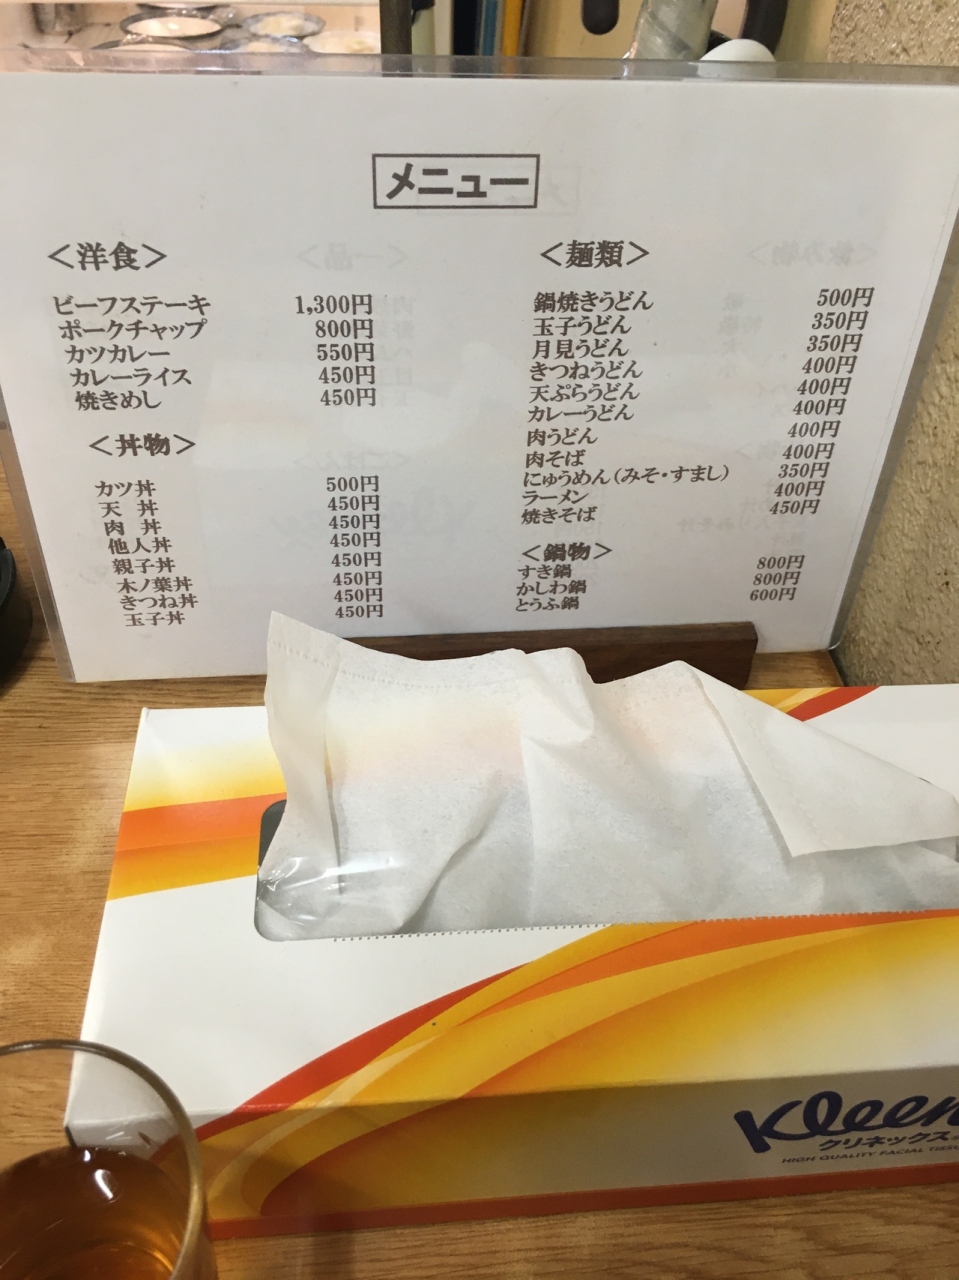 メニュー
＜洋食＞
ビーフステーキ 1,300円
ポークチャップ 800円
カツカレー 550円
カレーライス 450円
焼きめし 450円
＜丼物＞
カツ丼 500円
天　丼 450円
肉　丼 450円
他人丼 450円
親子丼 450円
木ノ葉丼 450円
きつね丼 450円
玉子丼 450円
＜麺類＞
鍋焼きうどん 500円
玉子うどん 350円
月見うどん 350円
きつねうどん 400円
天ぷらうどん 400円
カレーうどん 400円
肉うどん 400円
肉そば 400円
にゅうめん（みそ・すまし） 350円
ラーメン 400円
焼きそば 450円
＜鍋物＞
すき鍋 800円
かしわ鍋 800円
とうふ鍋 600円
Kleen
クリネックス
HIGH QUALITY FACIAL TISSU